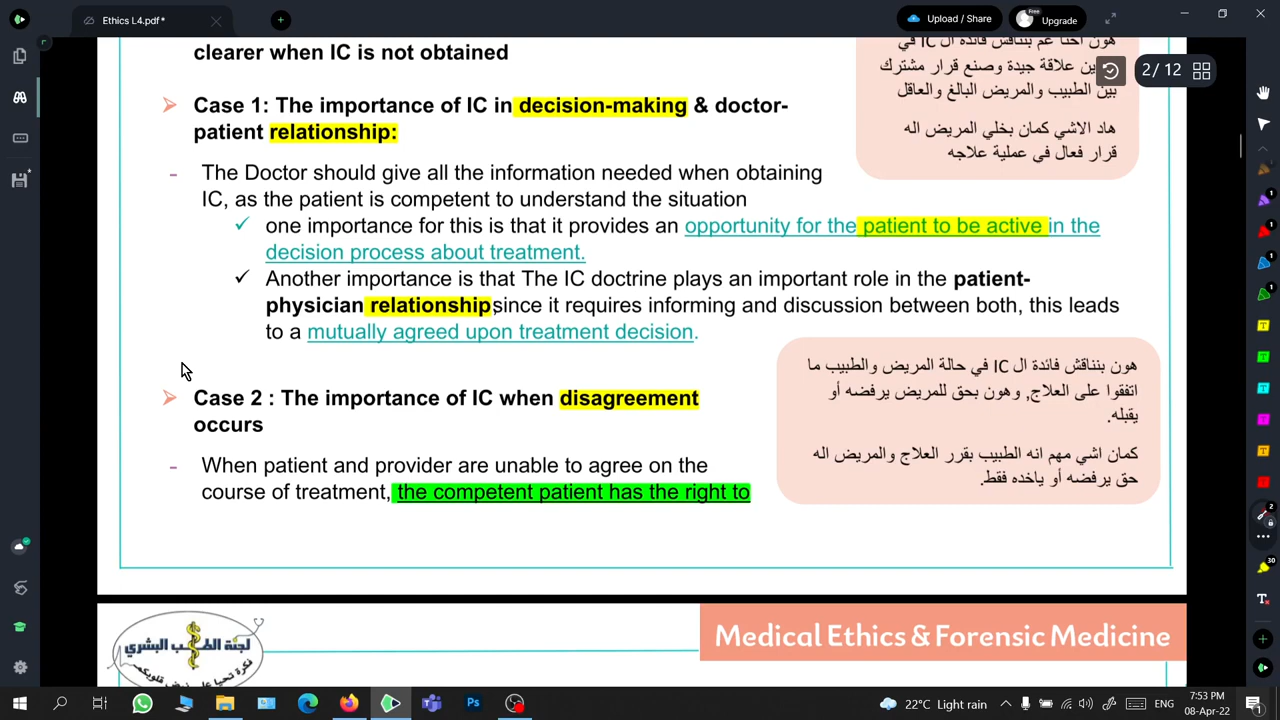 Ethics L4.pdf*
Upload / Share
Free
Upgrade
2/12
clearer when IC is not obtained
هون احنا عم بنناقش فائدة ال IC في
ين علاقة جيدة وصنع قرار مشترك
بين الطبيب والمريض البالغ والعاقل
هاد الاشي كمان بخلي المريض اله
قرار فعال في عملية علاجه
Case 1: The importance of IC in decision-making & doctor-
patient relationship:
- The Doctor should give all the information needed when obtaining
IC, as the patient is competent to understand the situation
one importance for this is that it provides an opportunity for the patient to be active in the
decision process about treatment.
Another importance is that The IC doctrine plays an important role in the patient-
physician relationship since it requires informing and discussion between both, this leads
to a mutually agreed upon treatment decision.
هون بنناقش فائدة ال IC في حالة المريض والطبيب ما
اتفقوا على العلاج, وهون بحق للمريض يرفضه أو
يقبله.
كمان اشي مهم انه الطبيب بقرر العلاج والمريض اله
حق يرفضه أو ياخده فقط.
Case 2 : The importance of IC when disagreement
occurs
- When patient and provider are unable to agree on the
course of treatment, the competent patient has the right to
لجنة الطب البشري
Medical Ethics & Forensic Medicine
22°C Light rain
ENG
7:53 PM
08-Apr-22